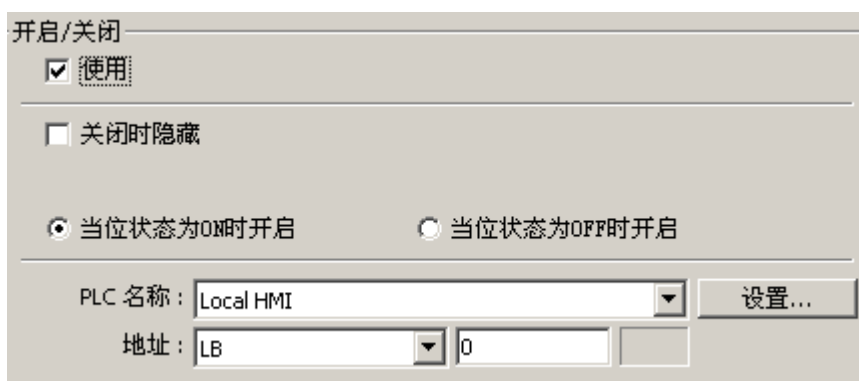 开启/关闭
使用
关闭时隐藏
当位状态为ON时开启 当位状态为OFF时开启
PLC 名称: Local HMI 设置...
地址: LB 0